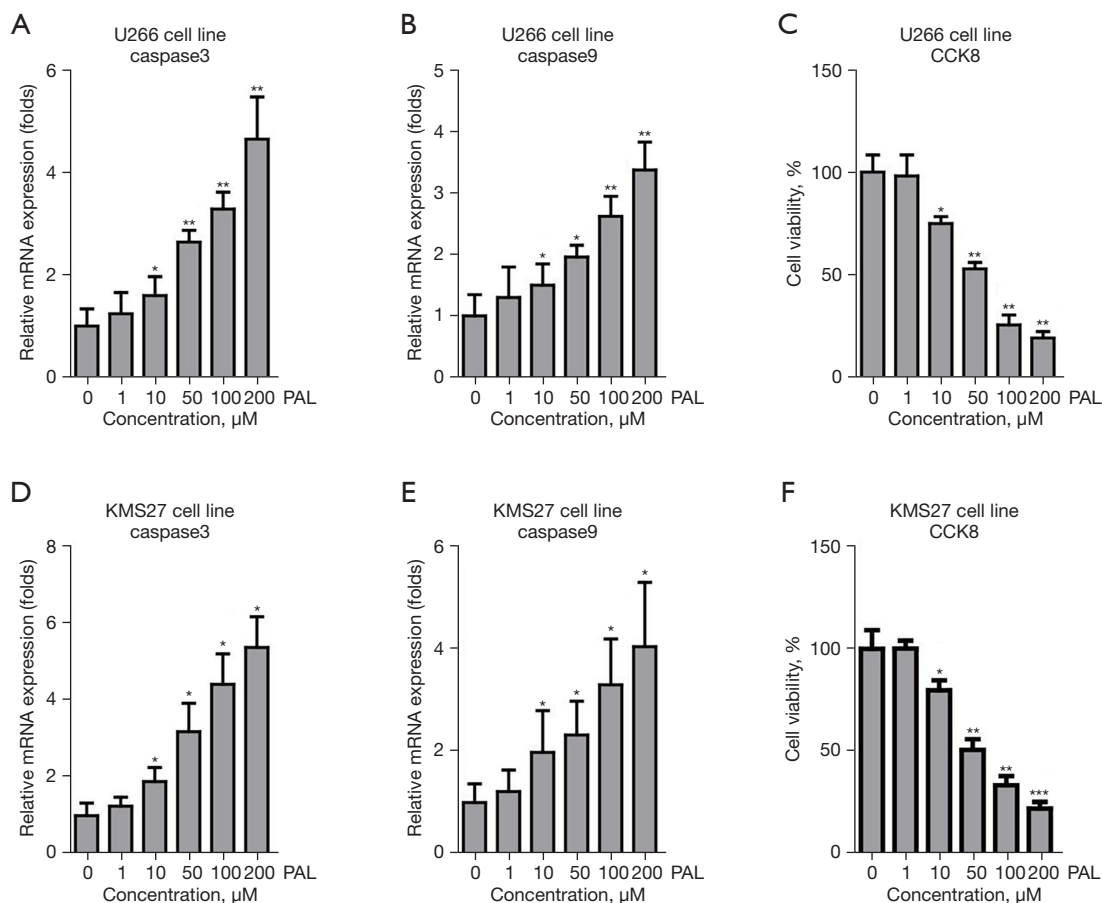 A
U266 cell line
caspase3
Relative mRNA expression (folds)
6
4
2
0
*
**
**
**
0 1 10 50 100 200 PAL
Concentration, µM
B
U266 cell line
caspase9
Relative mRNA expression (folds)
5
4
3
2
1
0
*
*
**
**
0 1 10 50 100 200 PAL
Concentration, µM
C
U266 cell line
CCK8
Cell viability, %
150
100
50
0
*
**
**
**
0 1 10 50 100 200 PAL
Concentration, µM
D
KMS27 cell line
caspase3
Relative mRNA expression (folds)
8
6
4
2
0
*
*
*
*
0 1 10 50 100 200 PAL
Concentration, µM
E
KMS27 cell line
caspase9
Relative mRNA expression (folds)
6
4
2
0
*
*
*
*
0 1 10 50 100 200 PAL
Concentration, µM
F
KMS27 cell line
CCK8
Cell viability, %
150
100
50
0
*
**
**
***
0 1 10 50 100 200 PAL
Concentration, µM